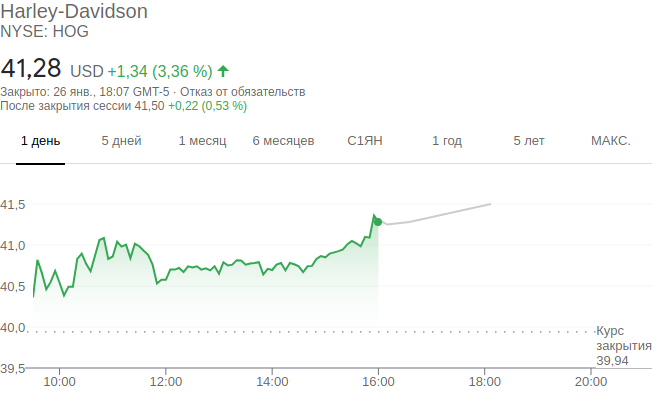 Harley-Davidson
NYSE: HOG
41,28 USD +1,34 (3,36 %)
Закрыто: 26 янв., 18:07 GMT-5 · Отказ от обязательств
После закрытия сессии 41,50 +0,22 (0,53 %)
1 день 5 дней 1 месяц 6 месяцев С1ЯН 1 год 5 лет МАКС.
41,5
41,0
40,5
40,0
Курс
закрытия
39,94
39,5
10:00 12:00 14:00 16:00 18:00 20:00